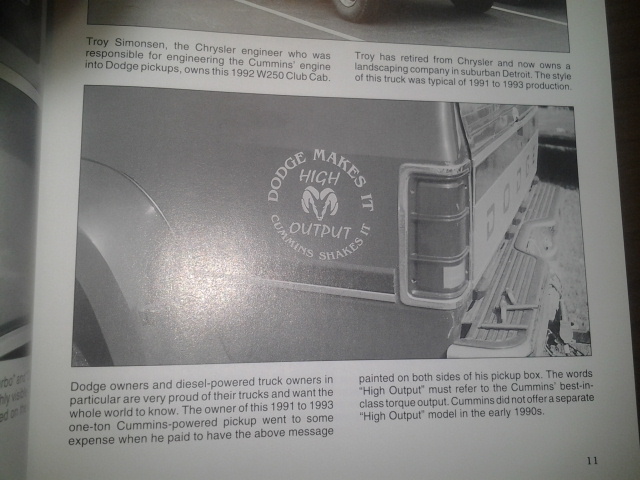 Troy Simonsen, the Chrysler engineer who was
responsible for engineering the Cummins' engine
into Dodge pickups, owns this 1992 W250 Club Cab.
Troy has retired from Chrysler and now owns a
landscaping company in suburban Detroit. The style
of this truck was typical of 1991 to 1993 production.
DODGE MAKES IT
HIGH
OUTPUT
CUMMINS SHAKES IT
DODGE
Dodge owners and diesel-powered truck owners in
particular are very proud of their trucks and want the
whole world to know. The owner of this 1991 to 1993
one-ton Cummins-powered pickup went to some
expense when he paid to have the above message
painted on both sides of his pickup box. The words
"High Output" must refer to the Cummins' best-in-
class torque output. Cummins did not offer a separate
"High Output" model in the early 1990s.
11